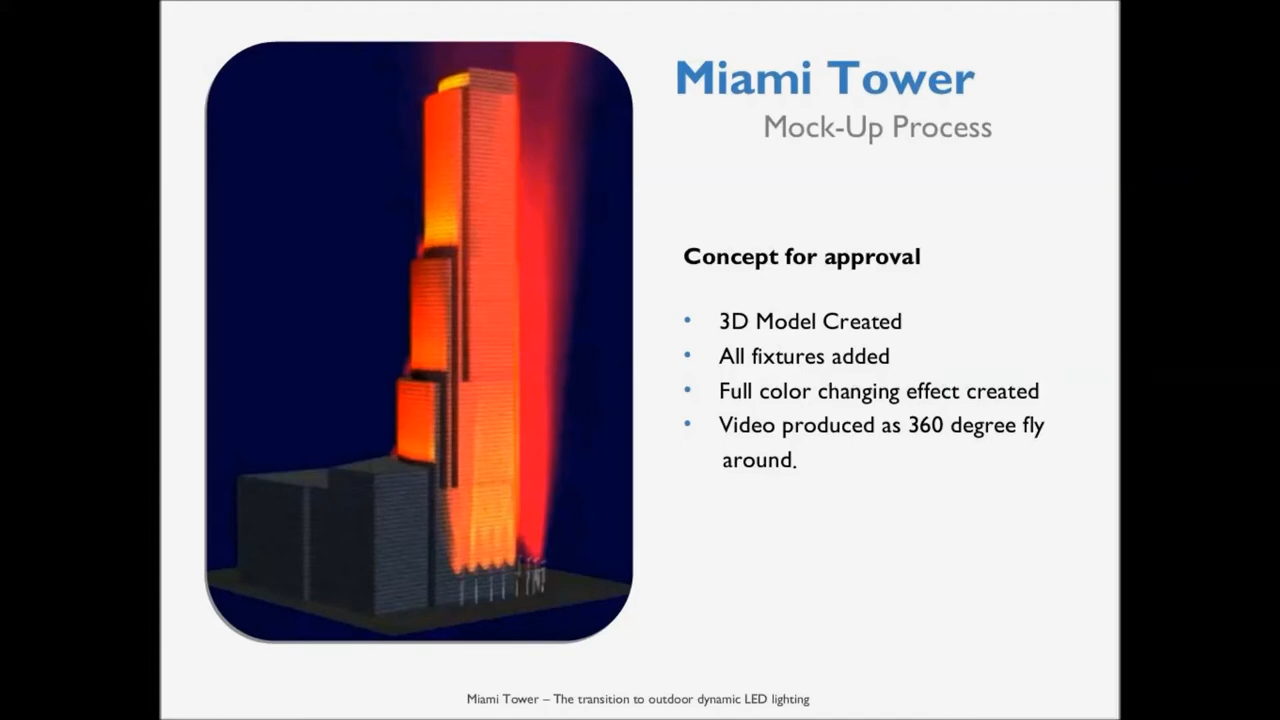 Miami Tower
Mock-Up Process
Concept for approval
• 3D Model Created
• All fixtures added
• Full color changing effect created
• Video produced as 360 degree fly
around.
Miami Tower – The transition to outdoor dynamic LED lighting